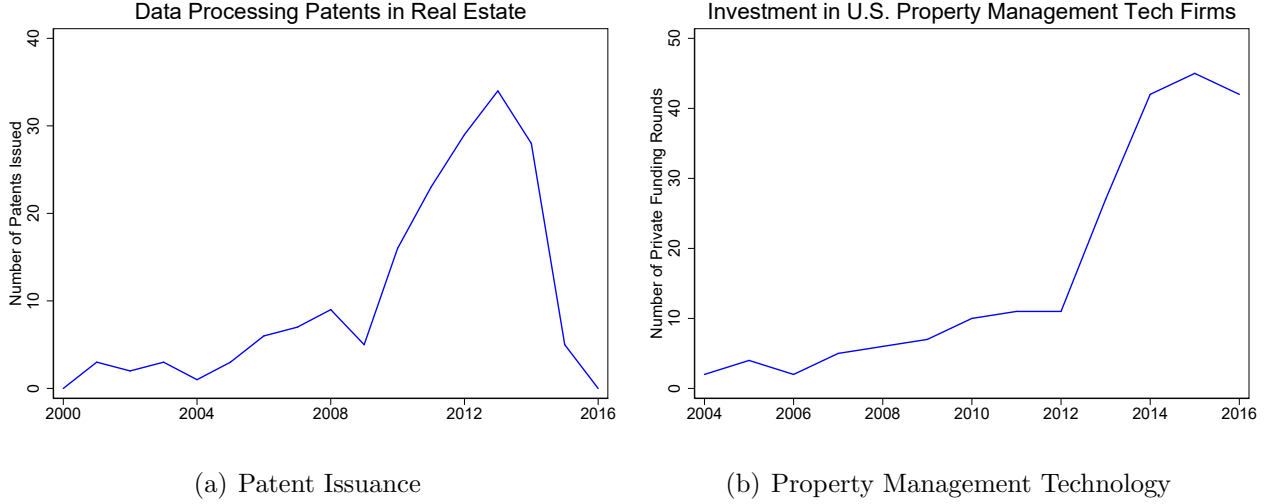 Data Processing Patents in Real Estate
Number of Patents Issued
40
30
20
10
0
2000 2004 2008 2012 2016
(a) Patent Issuance
Investment in U.S. Property Management Tech Firms
Number of Private Funding Rounds
50
40
30
20
10
0
2004 2006 2008 2010 2012 2014 2016
(b) Property Management Technology